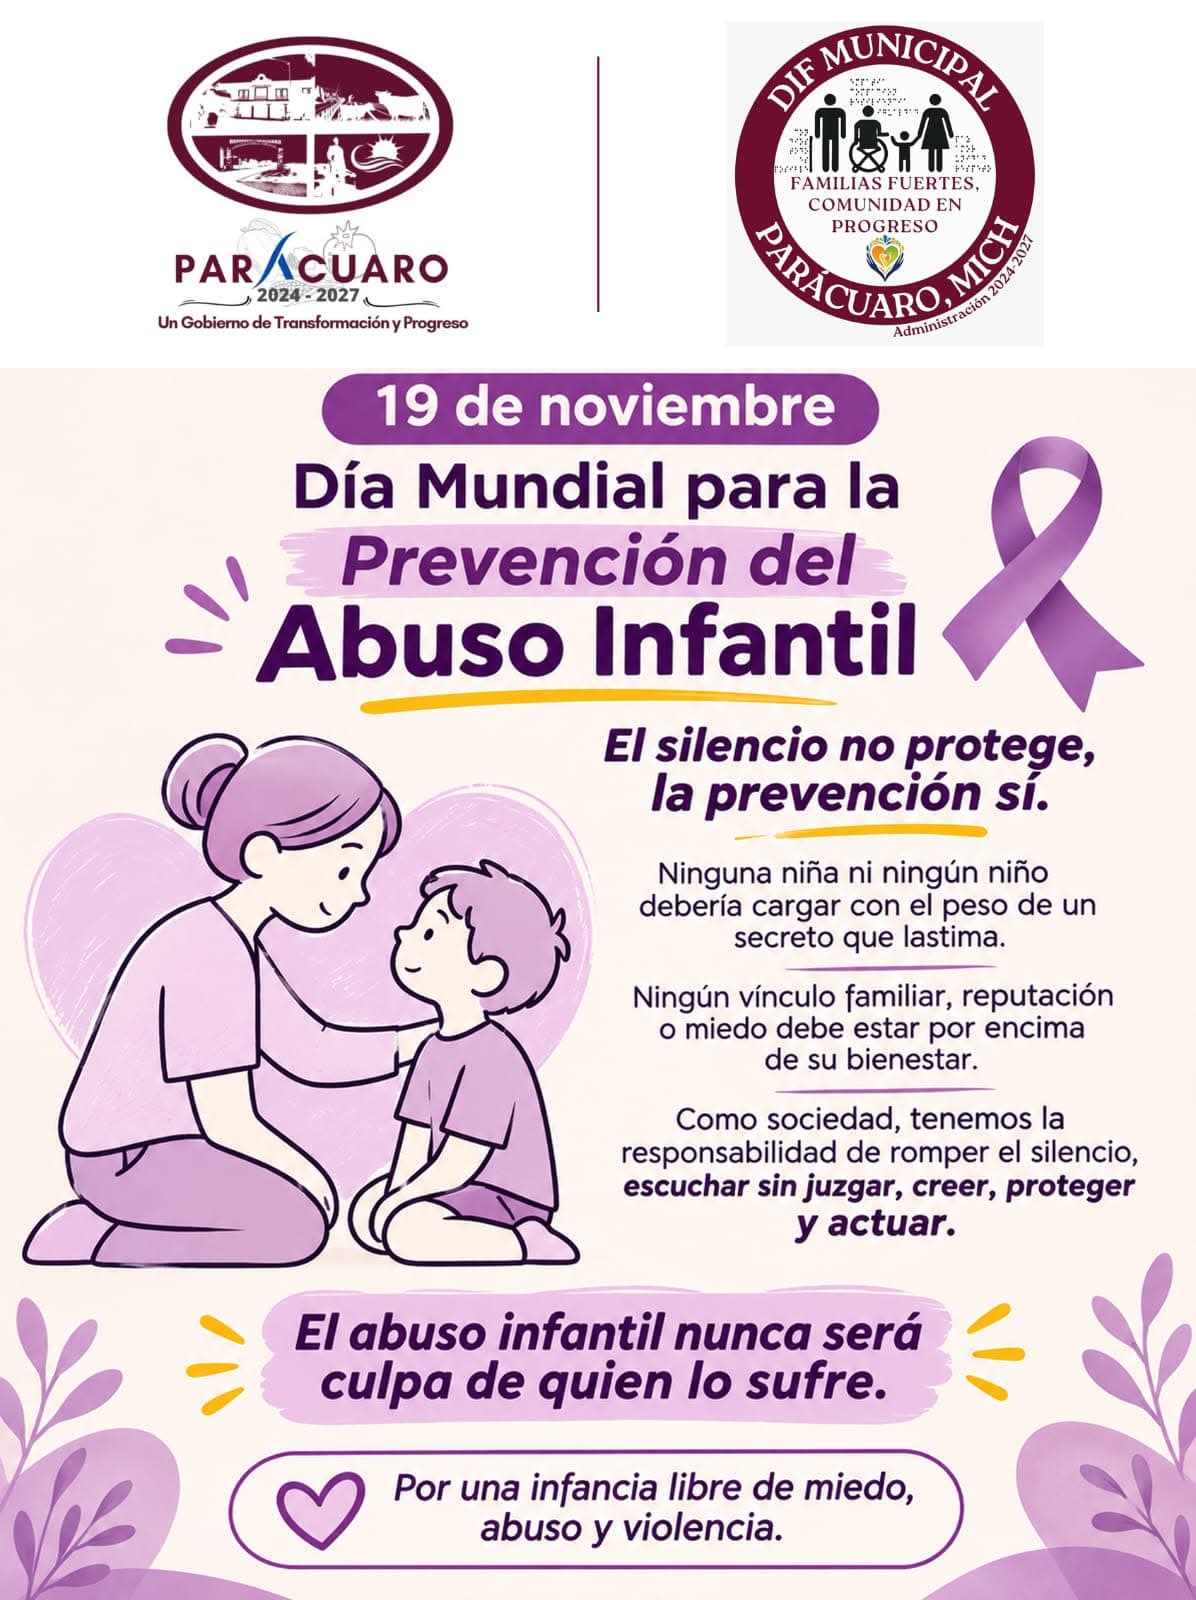 PARÁCUARO
2024 - 2027
Un Gobierno de Transformación y Progreso
DIF MUNICIPAL
FAMILIAS FUERTES,
COMUNIDAD EN
PROGRESO
PARÁCUARO, MICH
Administración 2024-2027
19 de noviembre
Día Mundial para la
Prevención del
Abuso Infantil
El silencio no protege,
la prevención sí.
Ninguna niña ni ningún niño
debería cargar con el peso de un
secreto que lastima.
Ningún vínculo familiar, reputación
o miedo debe estar por encima
de su bienestar.
Como sociedad, tenemos la
responsabilidad de romper el silencio,
escuchar sin juzgar, creer, proteger
y actuar.
El abuso infantil nunca será
culpa de quien lo sufre.
Por una infancia libre de miedo,
abuso y violencia.